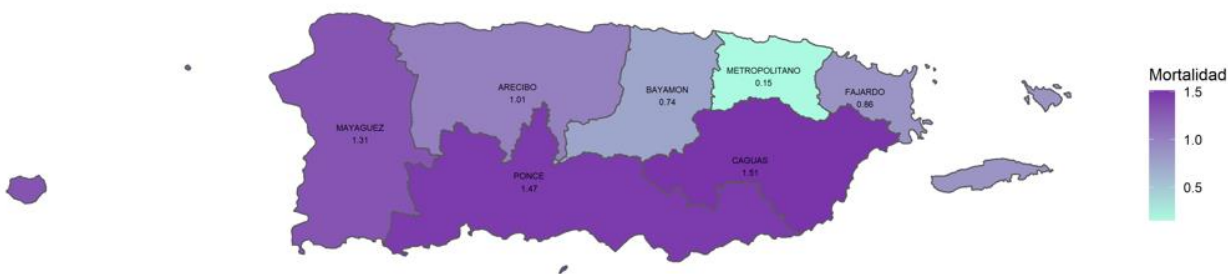 METROPOLITANO
0.15
ARECIBO
1.01
BAYAMON
0.74
FAJARDO
0.86
MAYAGUEZ
1.31
CAGUAS
1.51
PONCE
1.47
Mortalidad
1.5
1.0
0.5